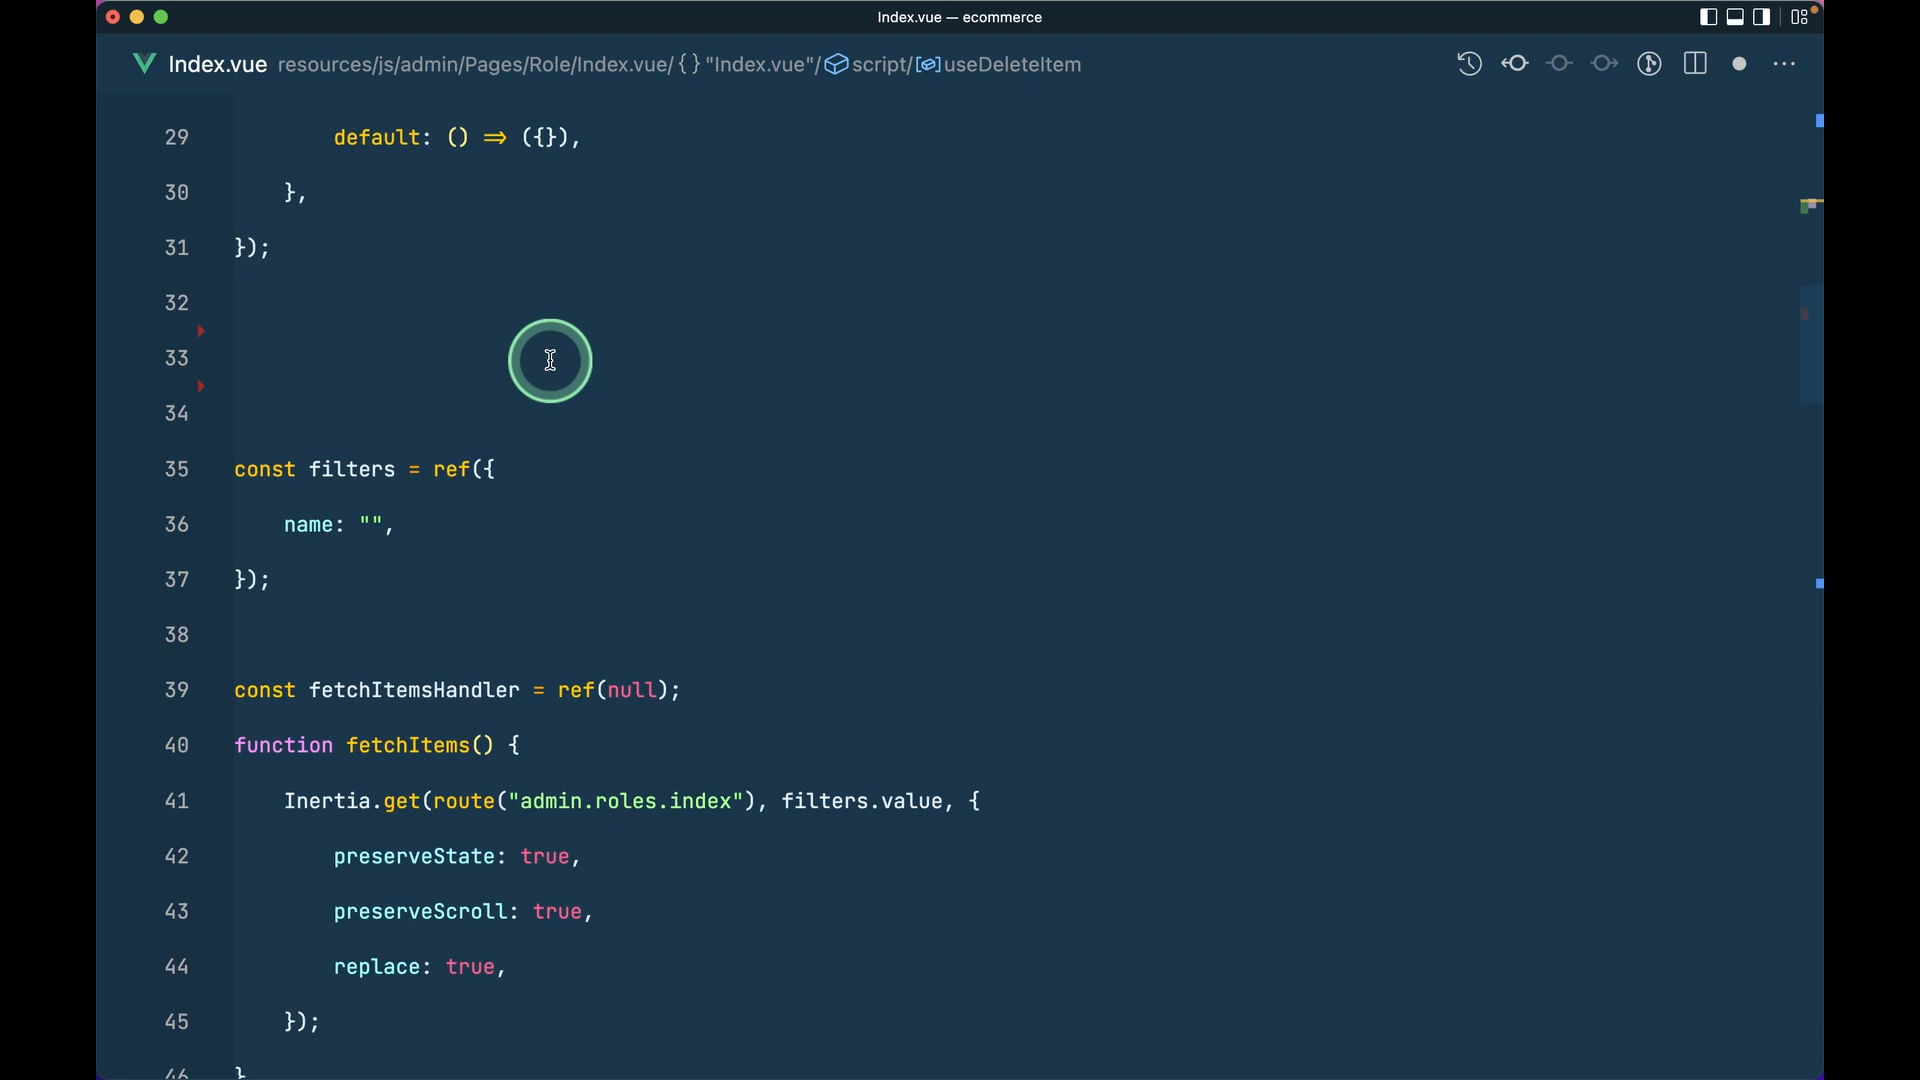 Index.vue — ecommerce
Index.vue resources/js/admin/Pages/Role/Index.vue/{ } "Index.vue"/ script/ useDeleteItem
29 default: () => ({}),
30 },
31 });
32
33
34
35 const filters = ref({
36 name: "",
37 });
38
39 const fetchItemsHandler = ref(null);
40 function fetchItems() {
41 Inertia.get(route("admin.roles.index"), filters.value, {
42 preserveState: true,
43 preserveScroll: true,
44 replace: true,
45 });
46 }